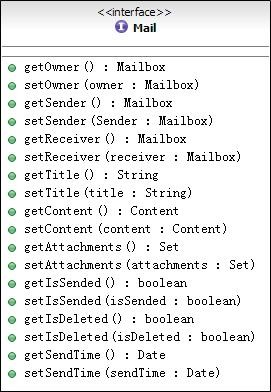 <<interface>>
I Mail
getOwner() : Mailbox
setOwner(owner : Mailbox)
getSender() : Mailbox
setSender(Sender : Mailbox)
getReceiver() : Mailbox
setReceiver(receiver : Mailbox)
getTitle() : String
setTitle(title : String)
getContent() : Content
setContent(content : Content)
getAttachments() : Set
setAttachments(attachments : Set)
getIsSended() : boolean
setIsSended(isSended : boolean)
getIsDeleted() : boolean
setIsDeleted(isDeleted : boolean)
getSendTime() : Date
setSendTime(sendTime : Date)